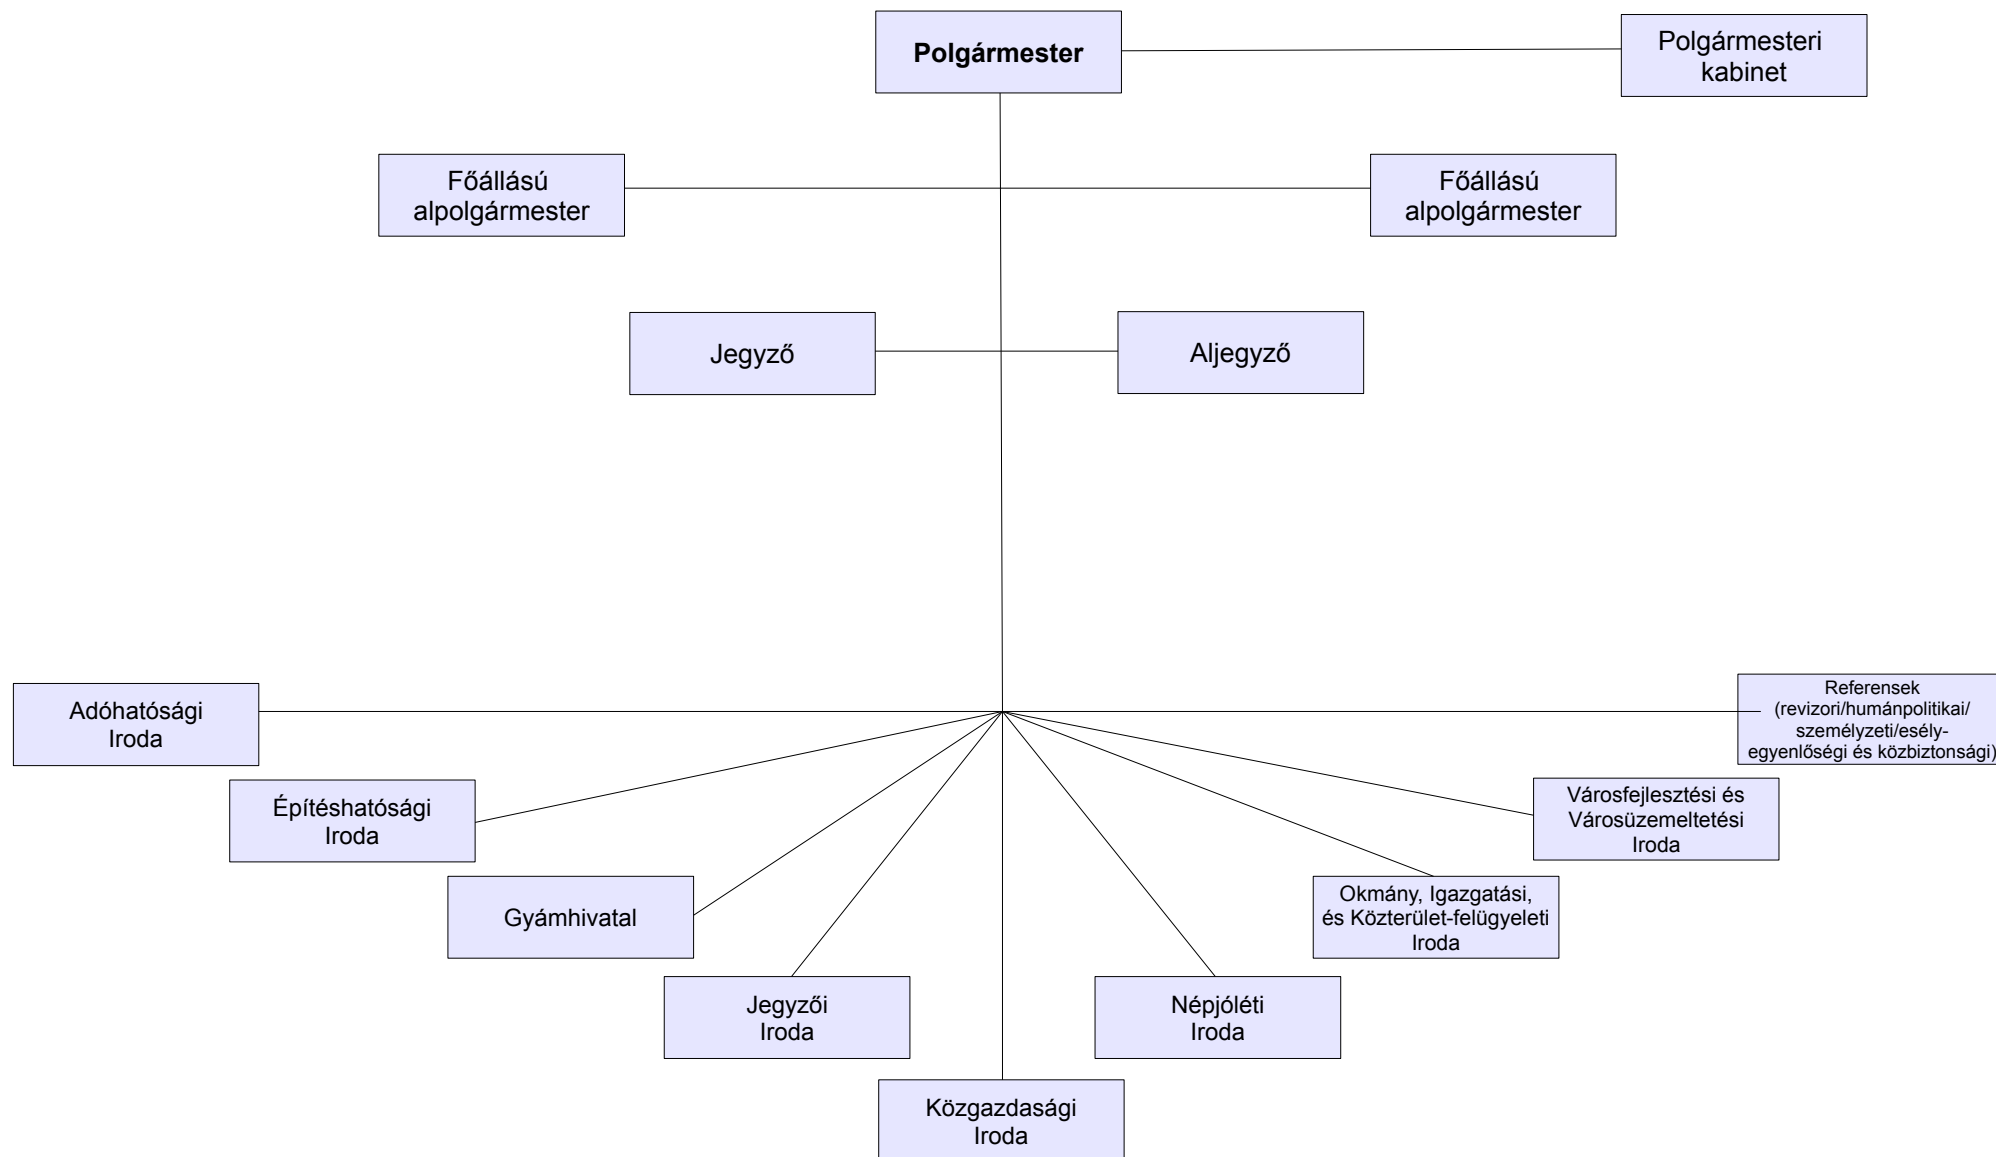 Polgármester
Polgármesteri
kabinet
Főállású
alpolgármester
Főállású
alpolgármester
Jegyző
Aljegyző
Adóhatósági
Iroda
Referensek
(revizori/humánpolitikai/
személyzeti/esély-
egyenlőségi és közbiztonsági)
Építéshatósági
Iroda
Városfejlesztési és
Városüzemeltetési
Iroda
Gyámhivatal
Okmány, Igazgatási,
és Közterület-felügyeleti
Iroda
Jegyzői
Iroda
Népjóléti
Iroda
Közgazdasági
Iroda